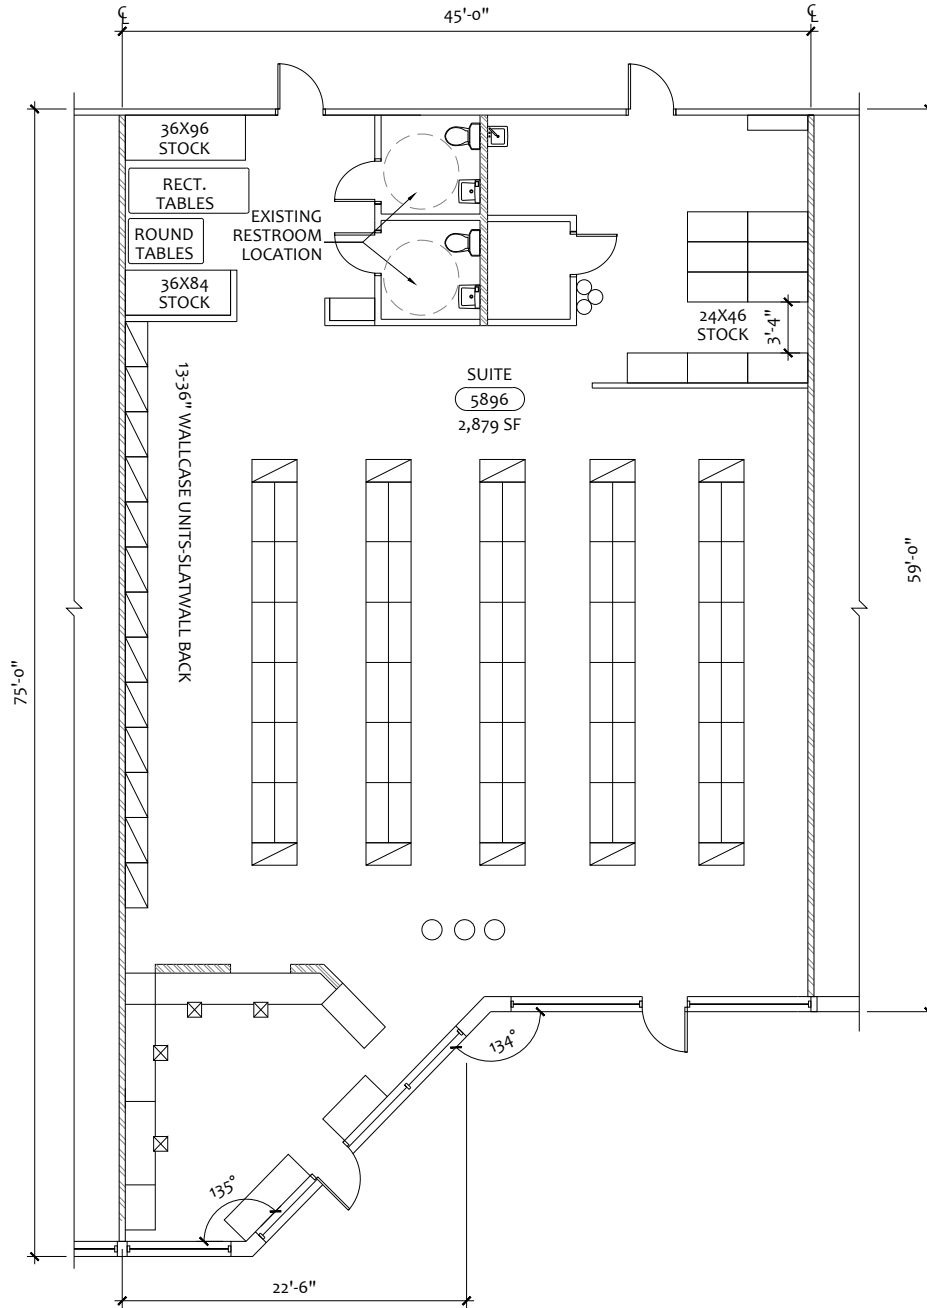 ℄
45'-0"
℄
36X96
STOCK
RECT.
TABLES
ROUND
TABLES
36X84
STOCK
EXISTING
RESTROOM
LOCATION
24X46
STOCK
3'-4"
SUITE
5896
2,879 SF
13-36" WALLCASE UNITS-SLATWALL BACK
59'-0"
75'-0"
134°
135°
22'-6"